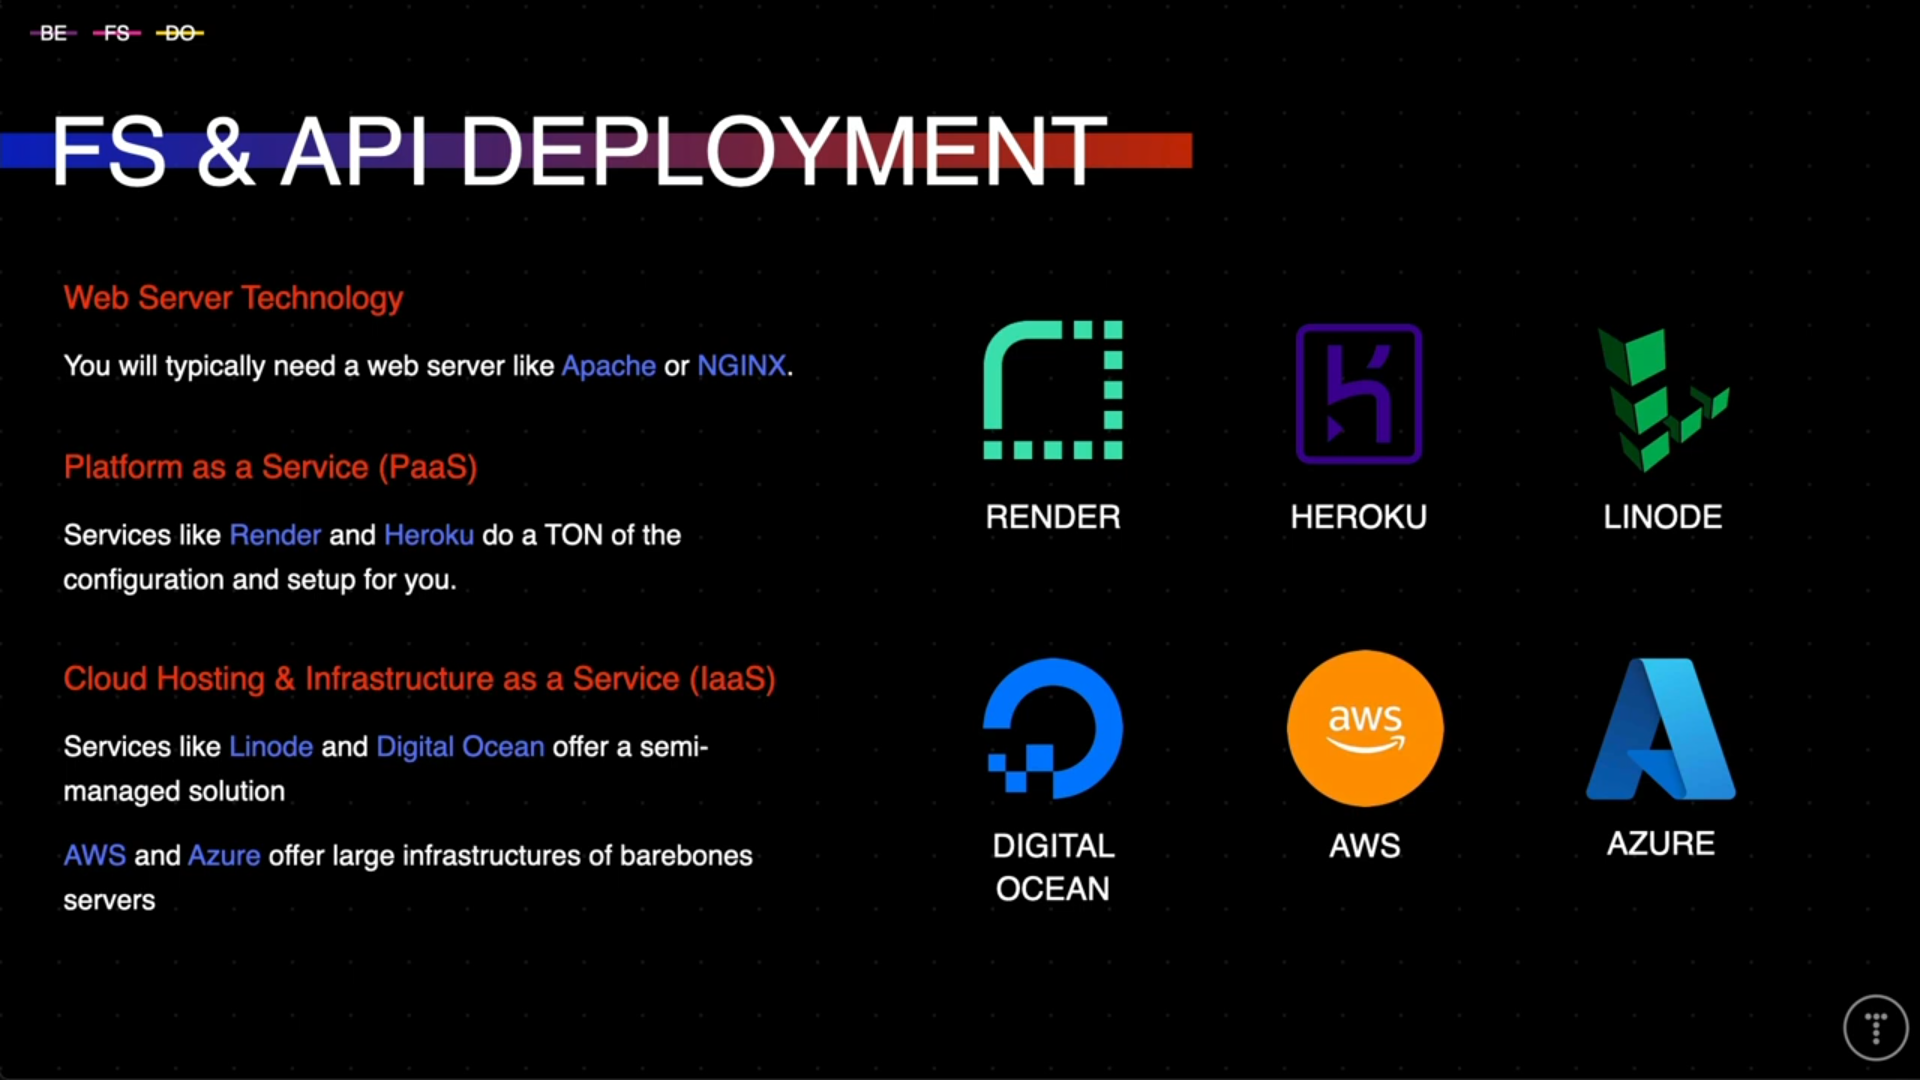 BE FS DO
FS & API DEPLOYMENT
Web Server Technology
You will typically need a web server like Apache or NGINX.
Platform as a Service (PaaS)
Services like Render and Heroku do a TON of the
configuration and setup for you.
Cloud Hosting & Infrastructure as a Service (IaaS)
Services like Linode and Digital Ocean offer a semi-
managed solution
AWS and Azure offer large infrastructures of barebones
servers
RENDER
HEROKU
LINODE
DIGITAL
OCEAN
aws
AWS
AZURE
T